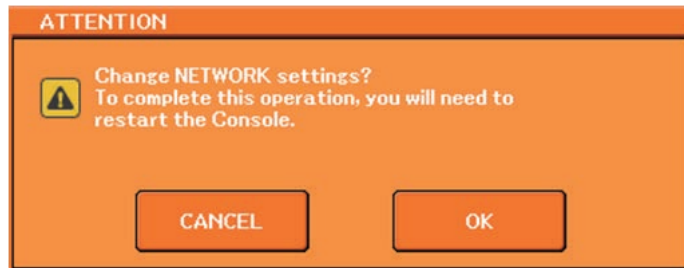 ATTENTION
Change NETWORK settings?
To complete this operation, you will need to
restart the Console.
CANCEL OK